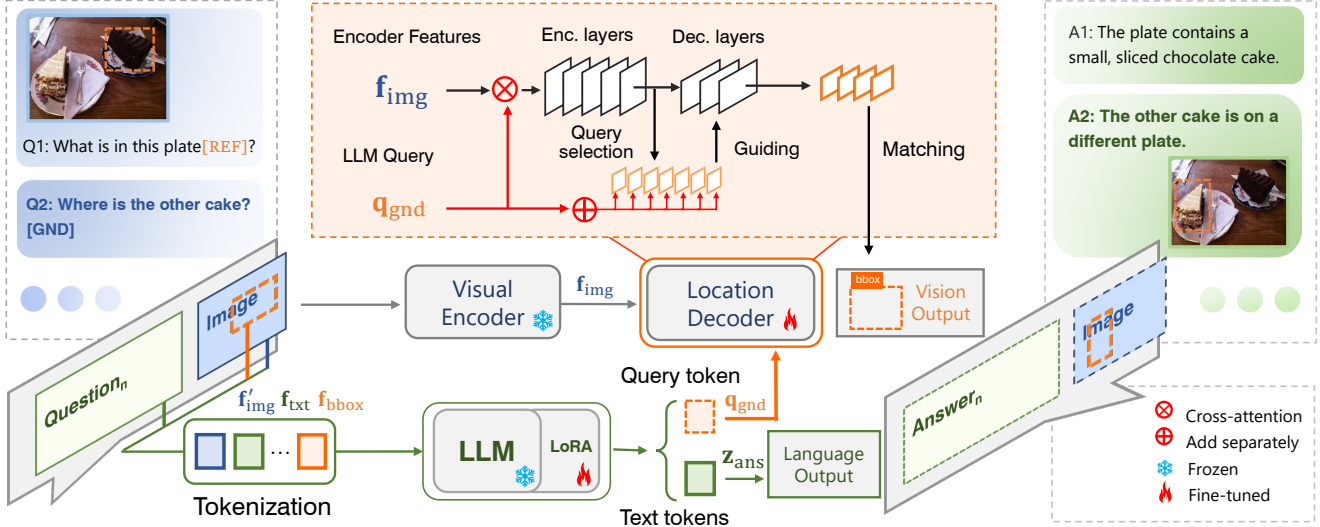 Q1: What is in this plate[REF]?
Q2: Where is the other cake?
[GND]
Encoder Features
Enc. layers
Dec. layers
f_img
Query
selection
Guiding
Matching
LLM Query
q_gnd
A1: The plate contains a
small, sliced chocolate cake.
A2: The other cake is on a
different plate.
Image
Question_n
Visual
Encoder
f_img
Location
Decoder
bbox
Vision
Output
Query token
q_gnd
f'_img f_txt f_bbox
...
Tokenization
LLM
LoRA
z_ans
Text tokens
Language
Output
Answer_n
Image
Cross-attention
Add separately
Frozen
Fine-tuned